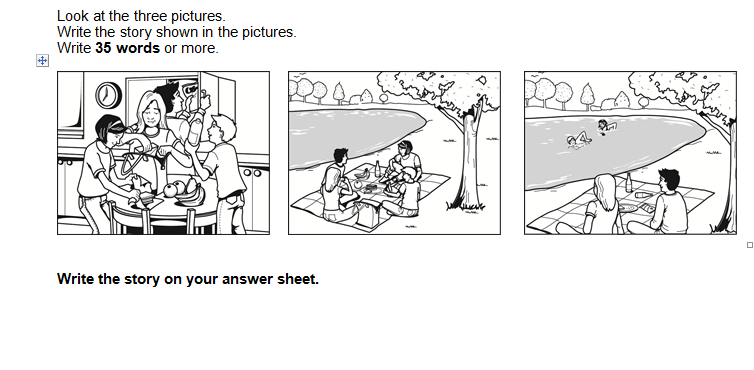 Look at the three pictures.
Write the story shown in the pictures.
Write 35 words or more.
Write the story on your answer sheet.